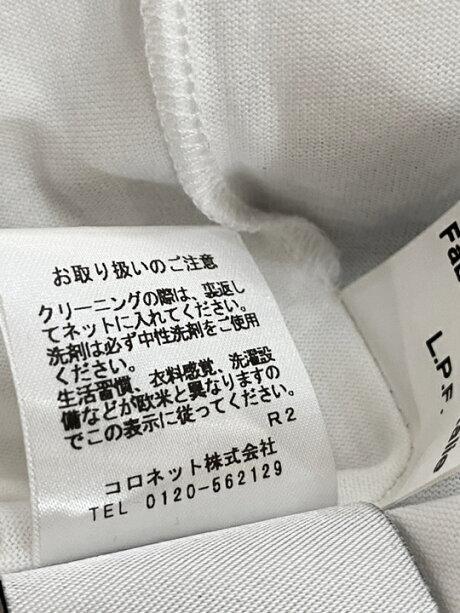 お取り扱いのご注意
クリーニングの際は、裏返し
てネットに入れてください。
洗剤は必ず中性洗剤をご使用
ください。
生活習慣、衣料感覚、洗濯設
備などが欧米と異なりますの
でこの表示に従ってください。
R2
コロネット株式会社
TEL 0120-562129
L.P.F.